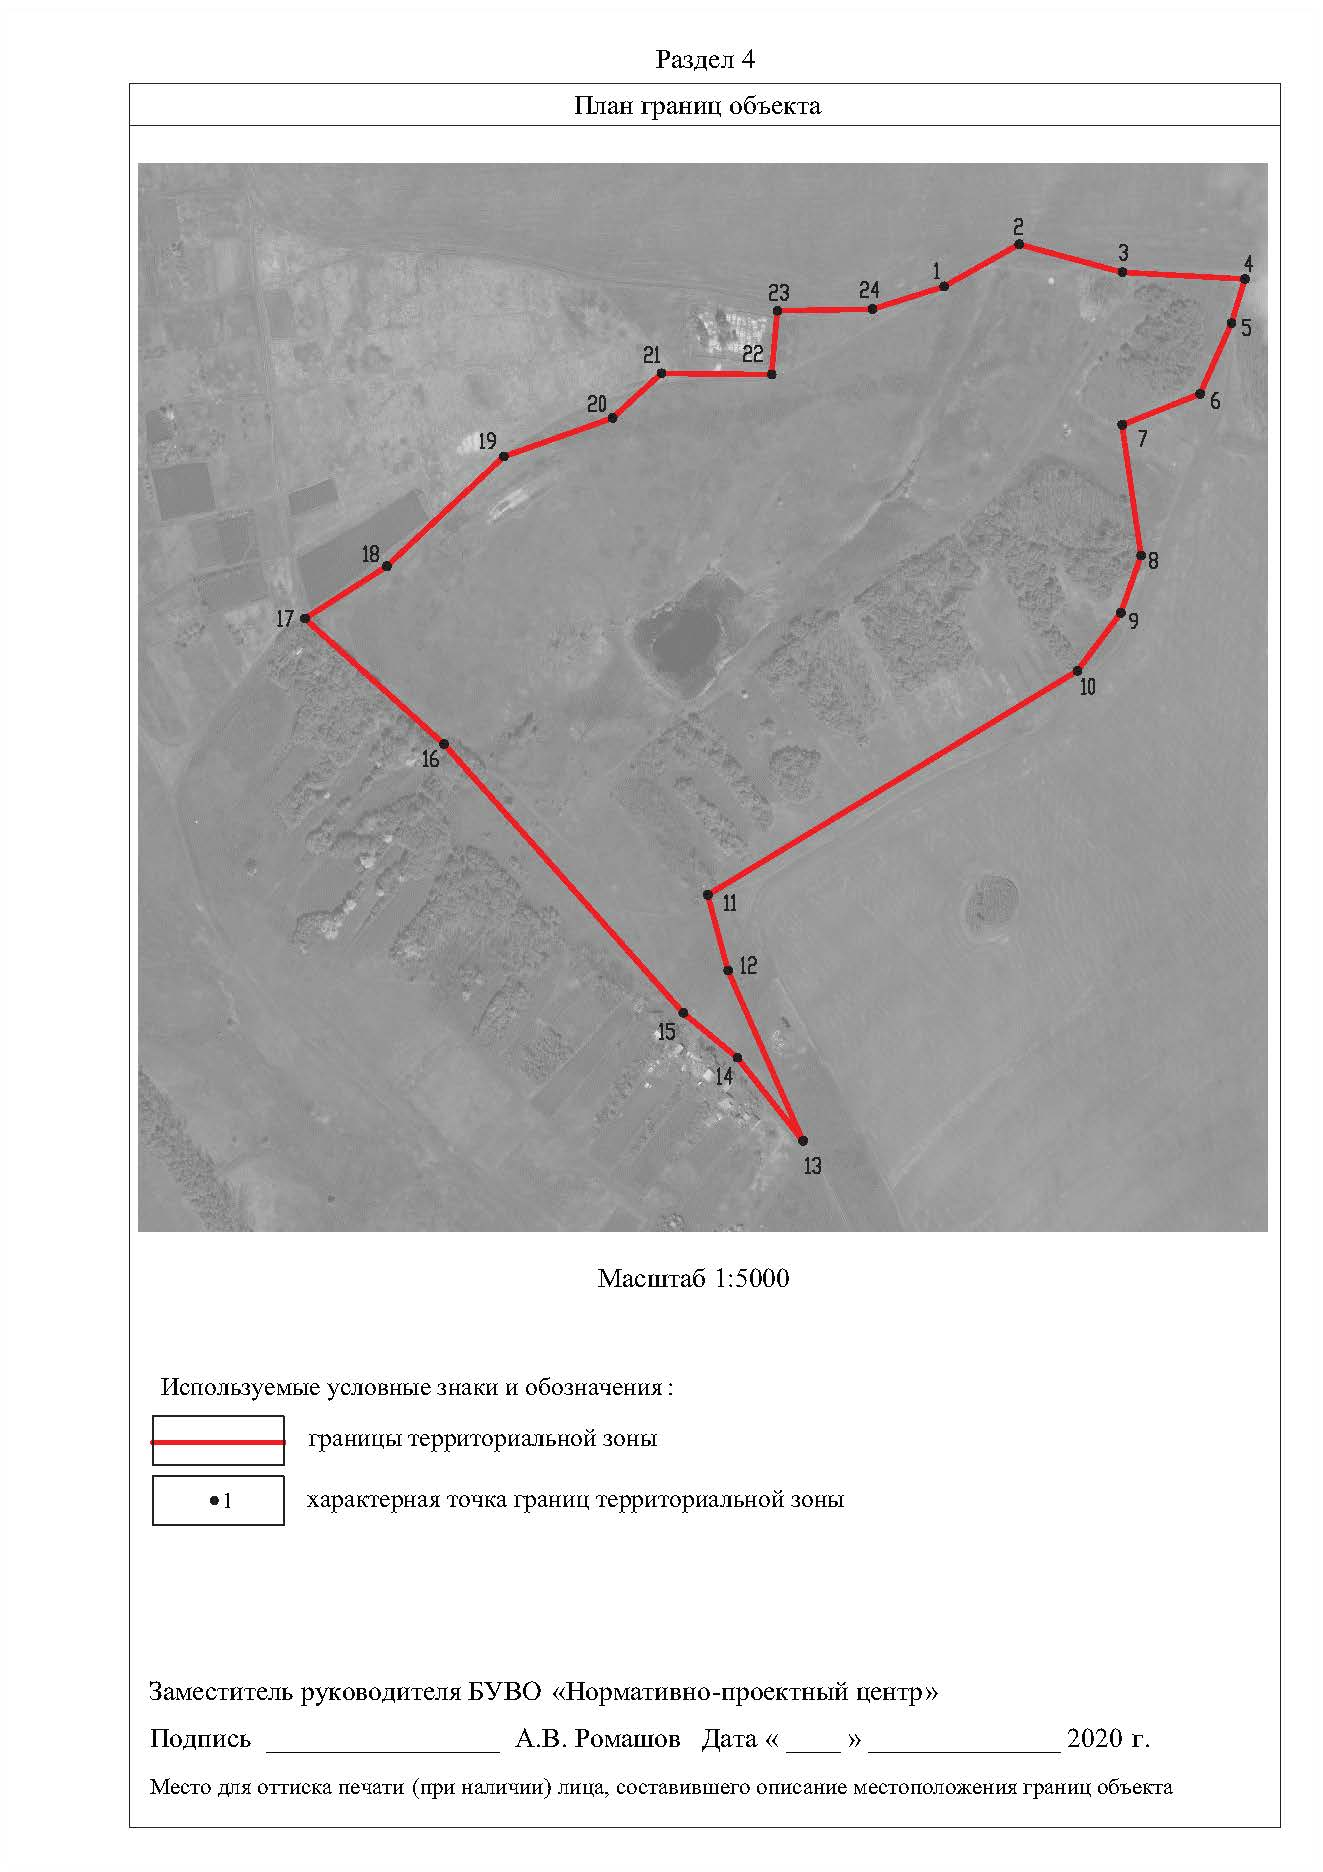 Раздел 4
План границ объекта
2
3
4
1
24
23
5
22
21
6
20
7
19
18
8
17
9
10
16
11
12
15
14
13
Масштаб 1:5000
Используемые условные знаки и обозначения:
границы территориальной зоны
1 характерная точка границ территориальной зоны
Заместитель руководителя БУВО «Нормативно-проектный центр»
Подпись _________________ А.В. Ромашов Дата « ____ » ______________ 2020 г.
Место для оттиска печати (при наличии) лица, составившего описание местоположения границ объекта